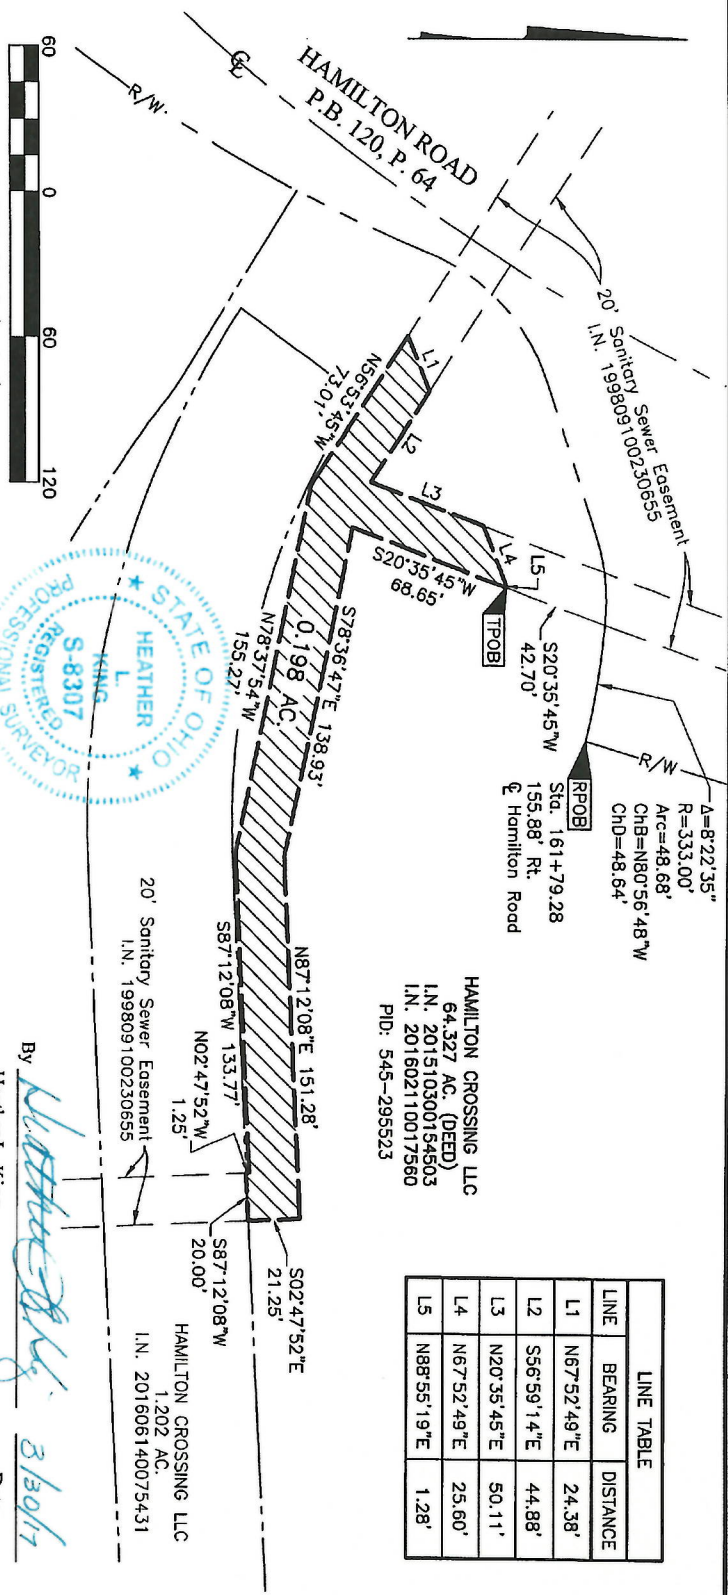 HAMILTON ROAD
P.B. 120, P. 64
℄
R/W
20' Sanitary Sewer Easement
I.N. 199809100230655
Δ=8°22'35"
R=333.00'
Arc=48.68'
ChB=N80°56'48"W
ChD=48.64'
R/W
RPOB
Sta. 161+79.28
155.88' Rt.
℄ Hamilton Road
S20°35'45"W
42.70'
TPOB
L1
L2
L3
L4
L5
S20°35'45"W
68.65'
N56°53'45"W
73.01'
S78°36'47"E 138.93'
0.198 AC.
N78°37'54"W
155.27'
N87°12'08"E 151.28'
S87°12'08"W 133.77'
N02°47'52"W
1.25'
S02°47'52"E
21.25'
S87°12'08"W
20.00'
HAMILTON CROSSING LLC
64.327 AC. (DEED)
I.N. 201510300154503
I.N. 201602110017560
PID: 545-295523
LINE TABLE
LINE BEARING DISTANCE
L1 N67°52'49"E 24.38'
L2 S56°59'14"E 44.88'
L3 N20°35'45"E 50.11'
L4 N67°52'49"E 25.60'
L5 N88°55'19"E 1.28'
HAMILTON CROSSING LLC
1.202 AC.
I.N. 201606140075431
20' Sanitary Sewer Easement
I.N. 199809100230655
60 0 60 120
STATE OF OHIO
HEATHER
L.
KING
S-8307
REGISTERED
PROFESSIONAL SURVEYOR
By
3/30/17